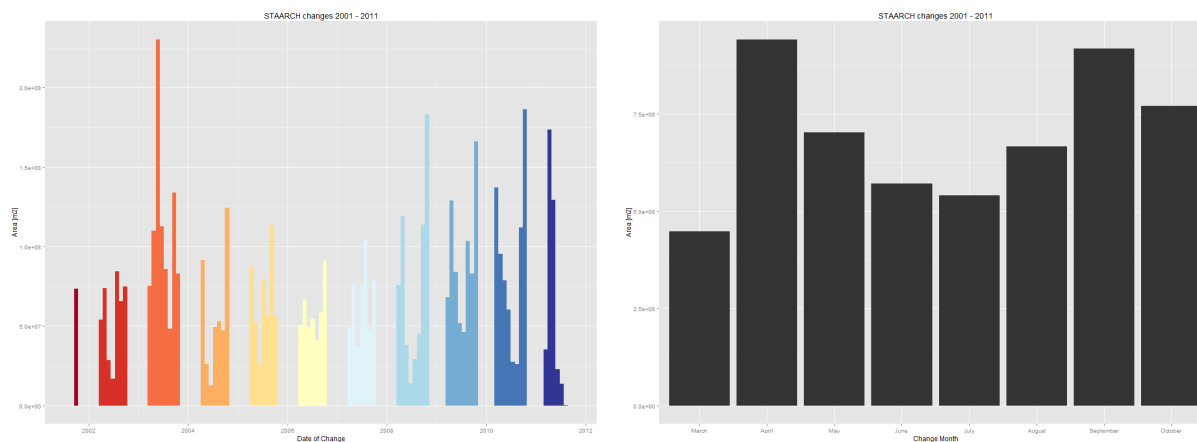 STAARCH changes 2001 - 2011
Area [m2]
2.0e+08
1.5e+08
1.0e+08
5.0e+07
0.0e+00
2002 2004 2006 2008 2010 2012
Date of Change
STAARCH changes 2001 - 2011
Area [m2]
7.5e+08
5.0e+08
2.5e+08
0.0e+00
March April May June July August September October
Change Month